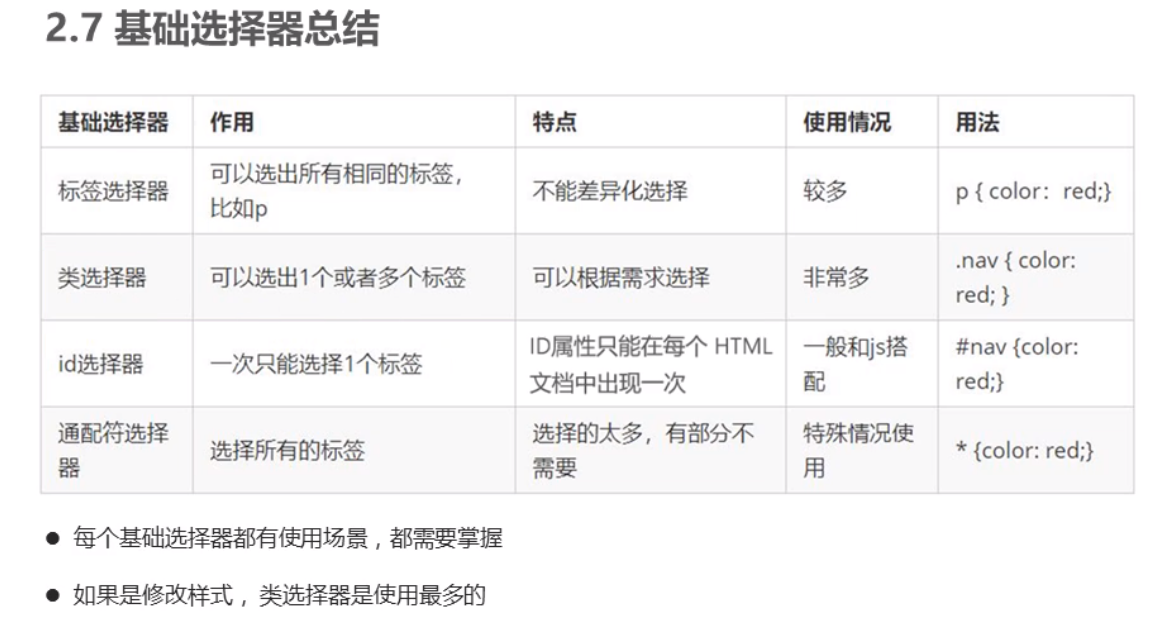 2.7 基础选择器总结
基础选择器 作用 特点 使用情况 用法
标签选择器 可以选出所有相同的标签，
比如p 不能差异化选择 较多 p { color：red;}
类选择器 可以选出1个或者多个标签 可以根据需求选择 非常多 .nav { color:
red; }
id选择器 一次只能选择1个标签 ID属性只能在每个 HTML
文档中出现一次 一般和js搭
配 #nav {color:
red;}
通配符选择
器 选择所有的标签 选择的太多，有部分不
需要 特殊情况使
用 * {color: red;}
● 每个基础选择器都有使用场景，都需要掌握
● 如果是修改样式，类选择器是使用最多的